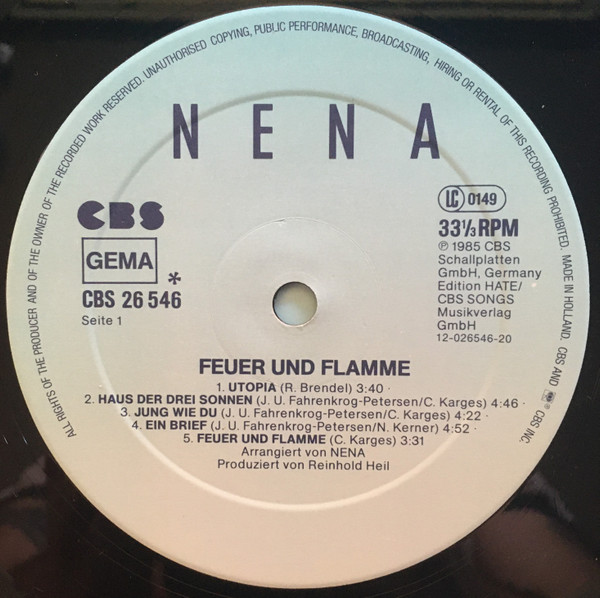 ALL RIGHTS OF THE PRODUCER AND OF THE OWNER OF THE RECORDED WORK RESERVED. UNAUTHORISED COPYING, PUBLIC PERFORMANCE, BROADCASTING, HIRING OR RENTAL OF THIS RECORDING PROHIBITED. MADE IN HOLLAND. CBS AND ® CBS INC.
NENA
CBS
GEMA
*
CBS 26 546
Seite 1
LC 0149
33⅓ RPM
℗ 1985 CBS
Schallplatten
GmbH, Germany
Edition HATE/
CBS SONGS
Musikverlag
GmbH
12-026546-20
FEUER UND FLAMME
1. UTOPIA (R. Brendel) 3:40 ·
2. HAUS DER DREI SONNEN (J. U. Fahrenkrog-Petersen/C. Karges) 4:46 ·
3. JUNG WIE DU (J. U. Fahrenkrog-Petersen/C. Karges) 4:22 ·
4. EIN BRIEF (J. U. Fahrenkrog-Petersen/N. Kerner) 4:52 ·
5. FEUER UND FLAMME (C. Karges) 3:31
Arrangiert von NENA
Produziert von Reinhold Heil